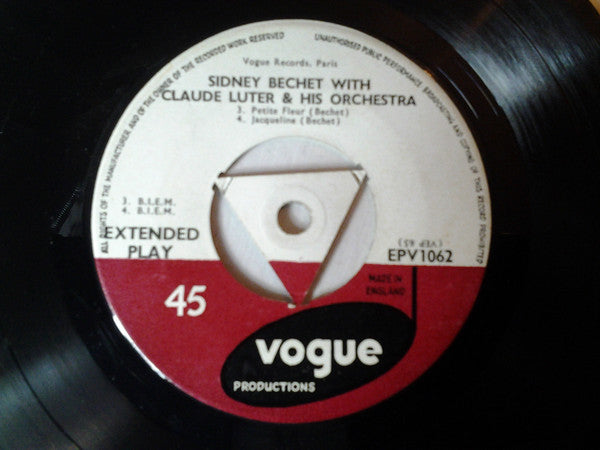 ALL RIGHTS OF THE MANUFACTURER AND OF THE OWNER OF THE RECORDED WORK RESERVED
UNAUTHORISED PUBLIC PERFORMANCE, BROADCASTING AND COPYING OF THIS RECORD PROHIBITED
Vogue Records, Paris
SIDNEY BECHET WITH
CLAUDE LUTER & HIS ORCHESTRA
3. Petite Fleur (Bechet)
4. Jacqueline (Bechet)
3. B.I.E.M.
4. B.I.E.M.
EXTENDED
PLAY
(VEP 85)
EPV1062
45
MADE IN
ENGLAND
vogue
PRODUCTIONS